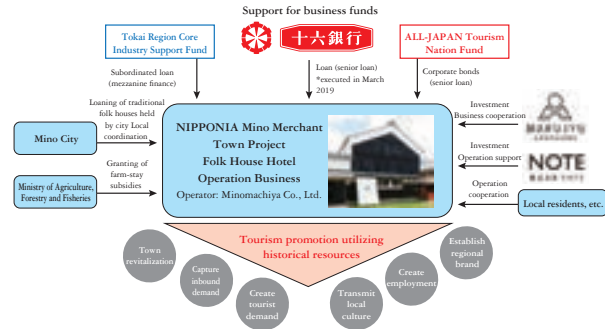 Support for business funds
Tokai Region Core
Industry Support Fund
十六銀行
ALL-JAPAN Tourism
Nation Fund
Subordinated loan
(mezzanine finance)
Loan (senior loan)
*executed in March
2019
Corporate bonds
(senior loan)
Loaning of traditional
folk houses held
by city Local
coordination
Mino City
Granting of
farm-stay
subsidies
Ministry of Agriculture,
Forestry and Fisheries
NIPPONIA Mino Merchant
Town Project
Folk House Hotel
Operation Business
Operator: Minomachiya Co., Ltd.
Investment
Business cooperation
Investment
Operation support
NOTE
Operation
cooperation
Local residents, etc.
Tourism promotion utilizing
historical resources
Town
revitalization
Capture
inbound
demand
Create
tourist
demand
Transmit
local
culture
Create
employment
Establish
regional
brand